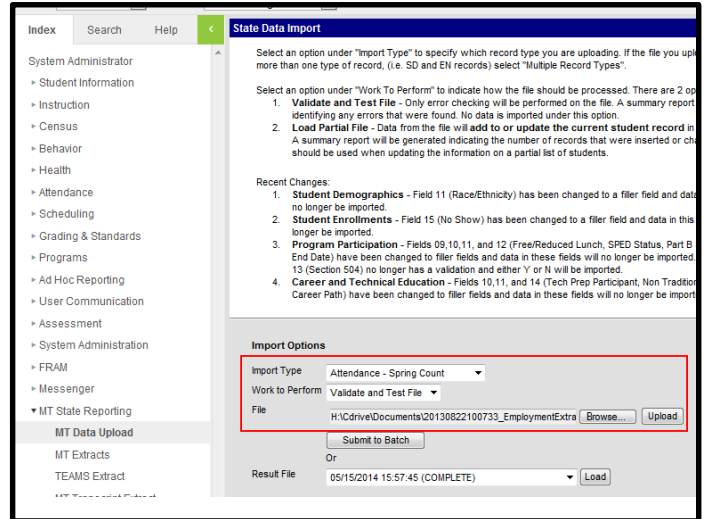 Index
Search
Help
<
System Administrator
Student Information
Instruction
Census
Behavior
Health
Attendance
Scheduling
Grading & Standards
Programs
Ad Hoc Reporting
User Communication
Assessment
System Administration
FRAM
Messenger
MT State Reporting
MT Data Upload
MT Extracts
TEAMS Extract
State Data Import
Select an option under "Import Type" to specify which record type you are uploading. If the file you
more than one type of record, (i.e. SD and EN records) select "Multiple Record Types".
Select an option under "Work To Perform" to indicate how the file should be processed. There are 2
1. Validate and Test File - Only error checking will be performed on the file. A summary report
identifying any errors that were found. No data is imported under this option.
2. Load Partial File - Data from the file will add to or update the current student record in
A summary report will be generated indicating the number of records that were inserted or
should be used when updating the information on a partial list of students.
Recent Changes:
1. Student Demographics - Field 11 (Race/Ethnicity) has been changed to a filler field and data
no longer be imported.
2. Student Enrollments - Field 15 (No Show) has been changed to a filler field and data in this
longer be imported.
3. Program Participation - Fields 09,10,11, and 12 (Free/Reduced Lunch, SPED Status, Part B
End Date) have been changed to filler fields and data in these fields will no longer be imported.
13 (Section 504) no longer has a validation and either Y or N will be imported.
4. Career and Technical Education - Fields 10,11, and 14 (Tech Prep Participant, Non
Career Path) have been changed to filler fields and data in these fields will no longer be
Import Options
Import Type Attendance - Spring Count
Work to Perform Validate and Test File
File H:\Cdrive\Documents\20130822100733_EmploymentExtra Browse... Upload
Submit to Batch
Or
Result File 05/15/2014 15:57:45 (COMPLETE) Load